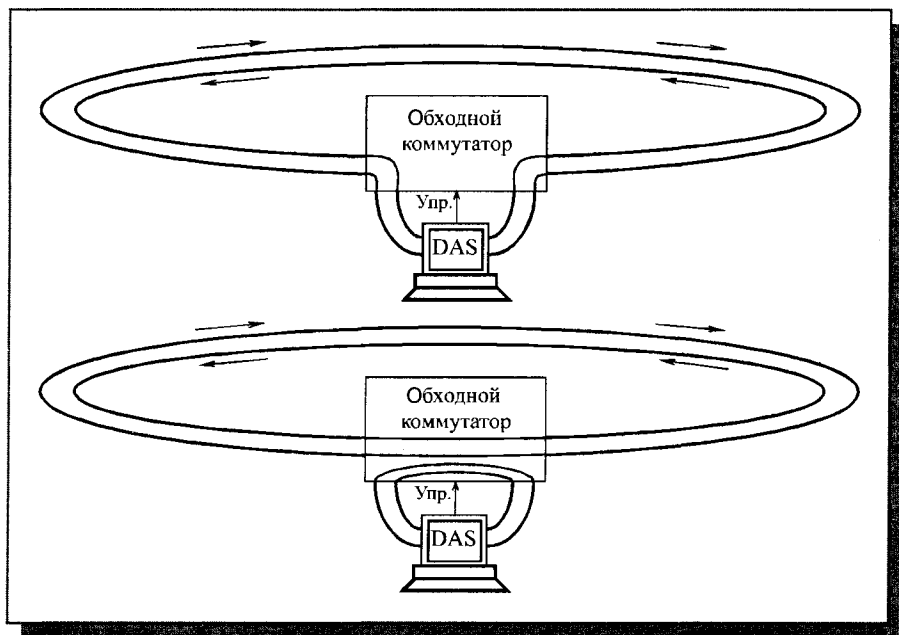 Обходной
коммутатор
Упр.
DAS
Обходной
коммутатор
Упр.
DAS